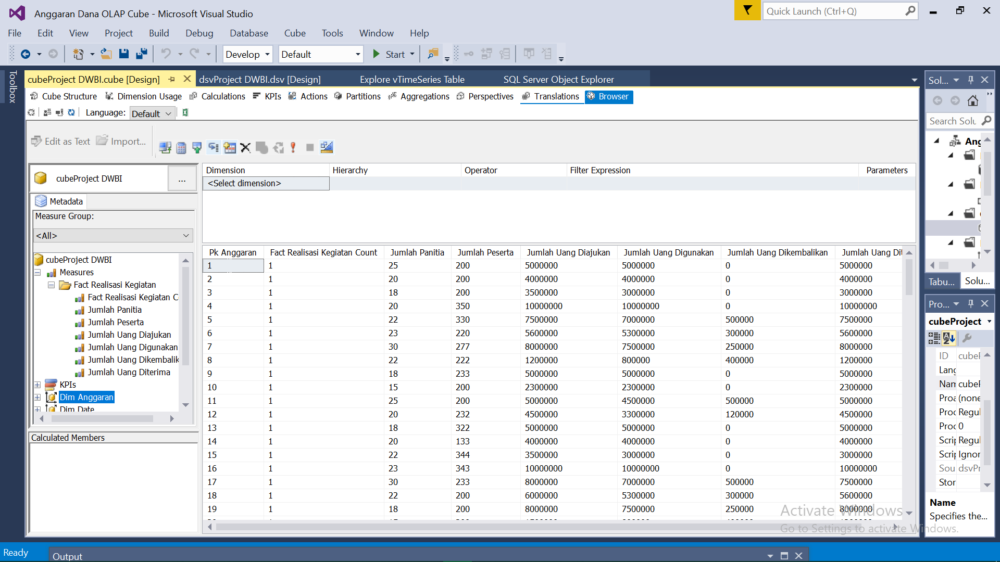 Anggaran Dana OLAP Cube - Microsoft Visual Studio
Quick Launch (Ctrl+Q)
File Edit View Project Build Debug Database Cube Tools Window Help
Develop Default Start
Toolbox
cubeProject DWBI.cube [Design] dsvProject DWBI.dsv [Design] Explore vTimeSeries Table SQL Server Object Explorer
Cube Structure Dimension Usage Calculations KPIs Actions Partitions Aggregations Perspectives Translations Browser
Language: Default
Edit as Text Import...
cubeProject DWBI ...
Metadata
Measure Group:
<All>
cubeProject DWBI
Measures
Fact Realisasi Kegiatan
Fact Realisasi Kegiatan C
Jumlah Panitia
Jumlah Peserta
Jumlah Uang Diajukan
Jumlah Uang Digunakan
Jumlah Uang Dikembalik
Jumlah Uang Diterima
KPIs
Dim Anggaran
Dim Date
Calculated Members
Dimension Hierarchy Operator Filter Expression Parameters
<Select dimension>
Pk Anggaran Fact Realisasi Kegiatan Count Jumlah Panitia Jumlah Peserta Jumlah Uang Diajukan Jumlah Uang Digunakan Jumlah Uang Dikembalikan Jumlah Uang Dit
1 1 25 200 5000000 5000000 0 5000000
2 1 20 200 4000000 4000000 0 4000000
3 1 18 200 3500000 3000000 0 3000000
4 1 20 350 10000000 10000000 0 10000000
5 1 22 330 7500000 7000000 500000 7500000
6 1 23 220 5600000 5300000 300000 5600000
7 1 30 277 8000000 7500000 250000 8000000
8 1 22 222 1200000 800000 400000 1200000
9 1 18 233 5000000 5000000 0 5000000
10 1 15 200 2300000 2300000 0 2300000
11 1 25 200 5000000 4500000 500000 5000000
12 1 20 232 4500000 3300000 120000 4500000
13 1 18 322 5000000 5000000 0 5000000
14 1 20 133 4000000 4000000 0 4000000
15 1 22 344 3500000 3000000 0 3000000
16 1 23 343 10000000 10000000 0 10000000
17 1 30 233 8000000 7000000 500000 7500000
18 1 22 200 6000000 5300000 300000 5600000
19 1 18 200 8000000 7500000 250000 8000000
Sol...
Search Solu
Ang
Tabu... Solu...
Pro...
cubeProject
ID cubeF
Lang
Nam cubeF
Proa (none
Proc Regul
Proc 0
Scrip Regul
Scrip Ignor
Sou dsvPr
Stor
Name
Specifies the...
Activate Windows
Go to Settings to activate Windows.
Ready
Output